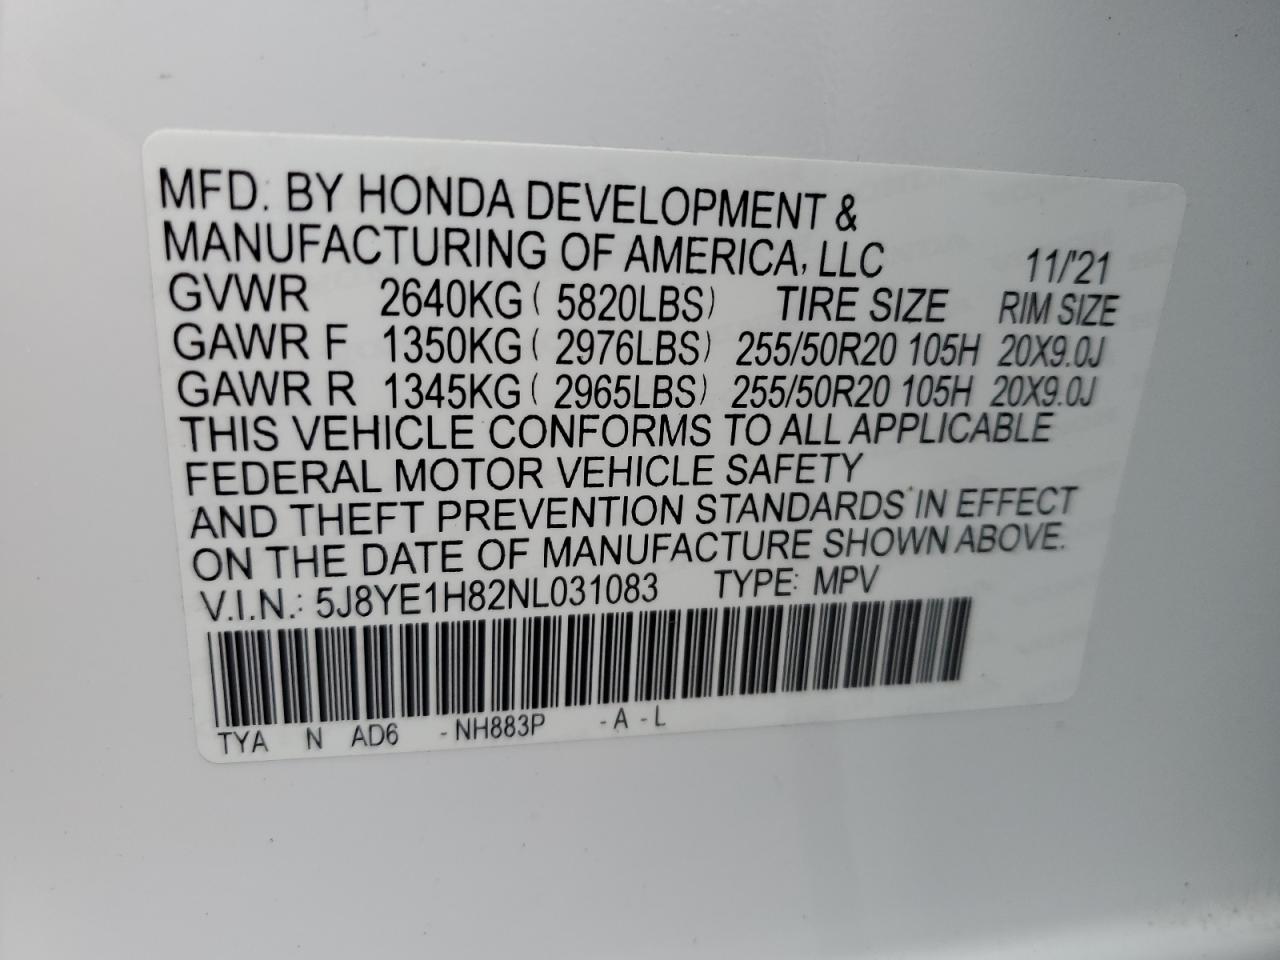 MFD. BY HONDA DEVELOPMENT &
MANUFACTURING OF AMERICA, LLC 11/'21
GVWR 2640KG ( 5820LBS) TIRE SIZE RIM SIZE
GAWR F 1350KG ( 2976LBS) 255/50R20 105H 20X9.0J
GAWR R 1345KG ( 2965LBS) 255/50R20 105H 20X9.0J
THIS VEHICLE CONFORMS TO ALL APPLICABLE
FEDERAL MOTOR VEHICLE SAFETY
AND THEFT PREVENTION STANDARDS IN EFFECT
ON THE DATE OF MANUFACTURE SHOWN ABOVE.
V.I.N.: 5J8YE1H82NL031083 TYPE: MPV
TYA N AD6 -NH883P -A -L